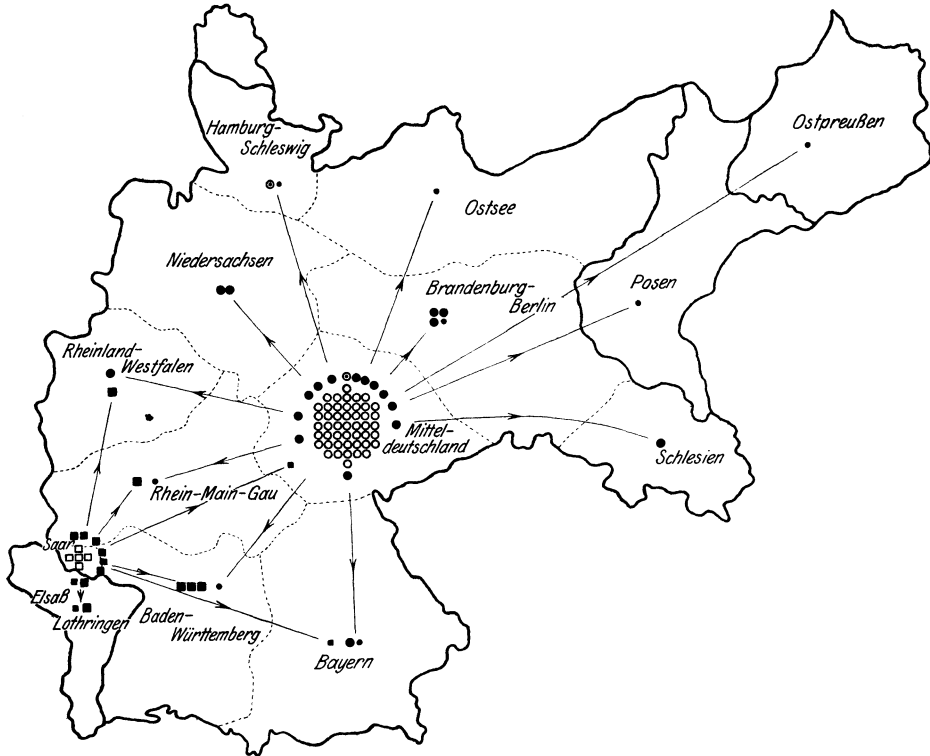 Hamburg-
Schleswig
Ostpreußen
Ostsee
Niedersachsen
Brandenburg-
Berlin
Posen
Rheinland-
Westfalen
Mittel-
deutschland
Schlesien
Rhein-Main-Gau
Saar
Elsaß
Lothringen
Baden-
Württemberg
Bayern